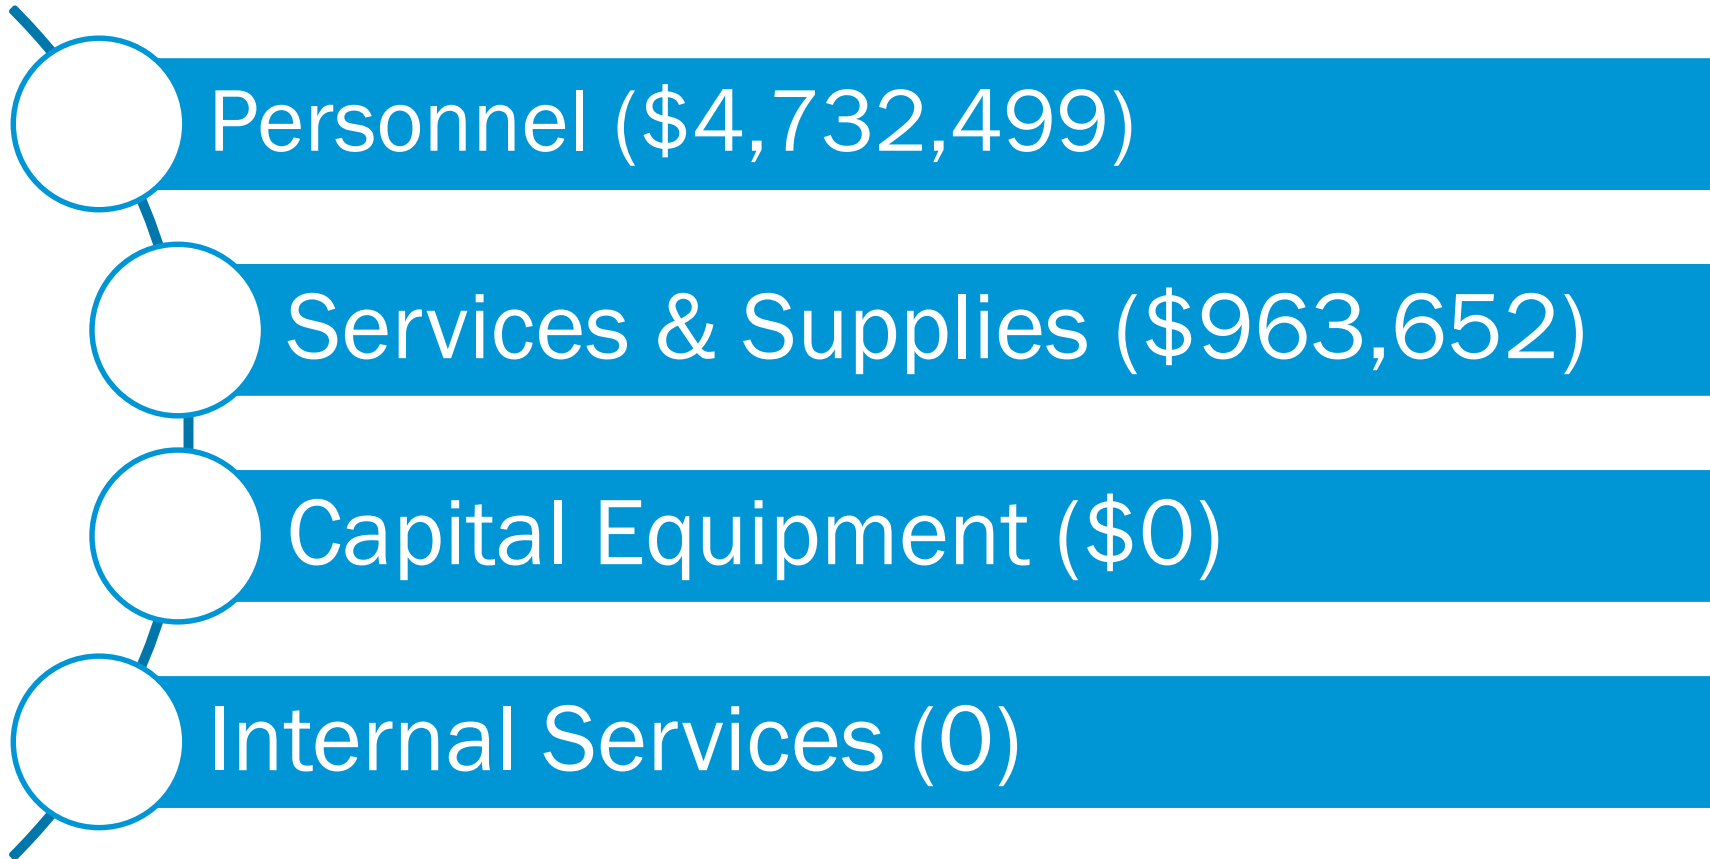 Personnel ($4,732,499)
Services & Supplies ($963,652)
Capital Equipment ($0)
Internal Services (0)